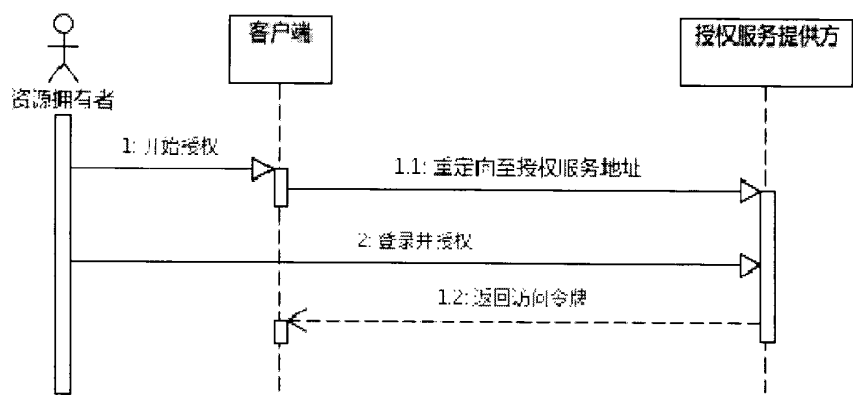 客户端
授权服务提供方
资源拥有者
1: 开始授权
1.1: 重定向至授权服务地址
2: 登录并授权
1.2: 返回访问令牌